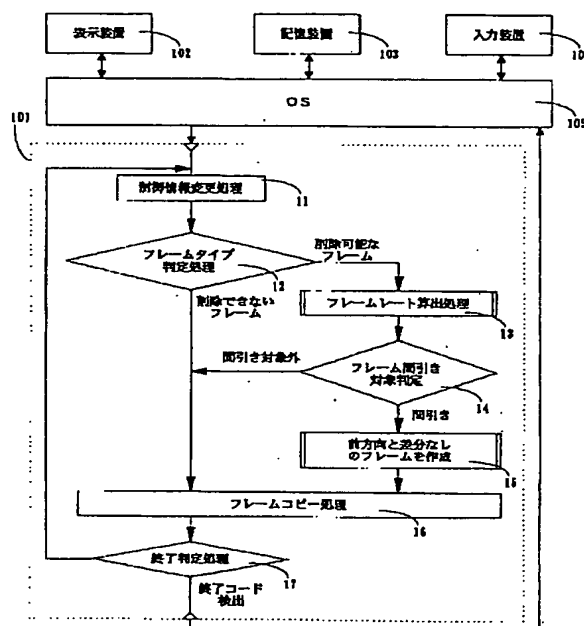 表示装置
102
記憶装置
103
入力装置
10
OS
105
101
制御情報変更処理
11
フレームタイプ
判定処理
12
削除可能な
フレーム
削除できない
フレーム
フレームレート算出処理
13
間引き対象外
フレーム間引き
対象判定
14
間引き
前方向と差分なし
のフレームを作成
15
フレームコピー処理
16
終了判定処理
17
終了コード
検出